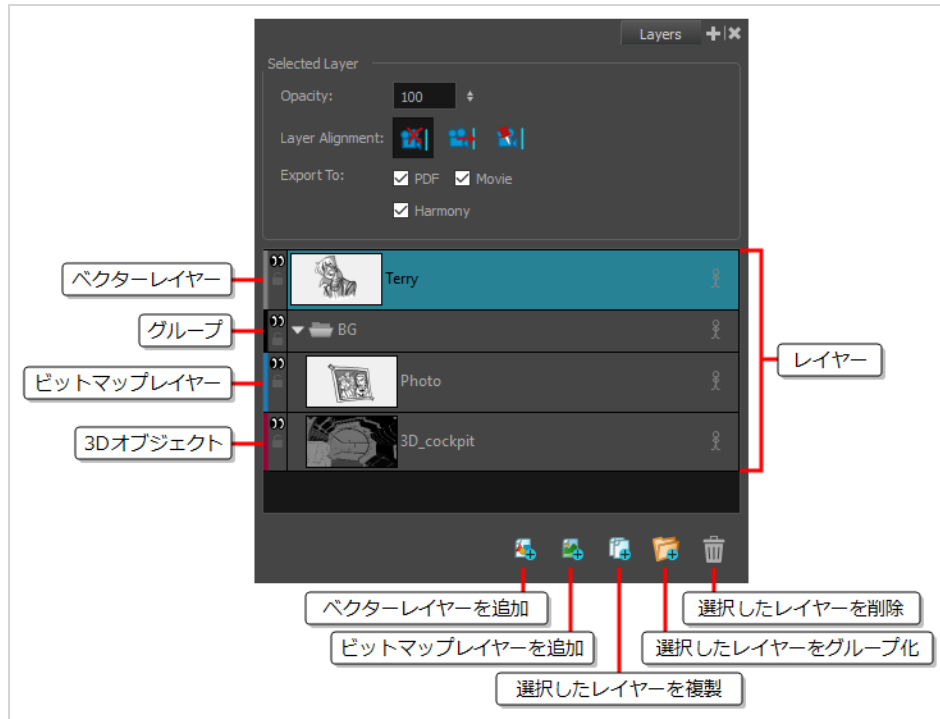 Layers
Selected Layer
Opacity: 100
Layer Alignment:
Export To: PDF Movie
Harmony
ベクターレイヤー
Terry
グループ
BG
レイヤー
ビットマップレイヤー
Photo
3Dオブジェクト
3D_cockpit
ベクターレイヤーを追加
選択したレイヤーを削除
ビットマップレイヤーを追加
選択したレイヤーをグループ化
選択したレイヤーを複製